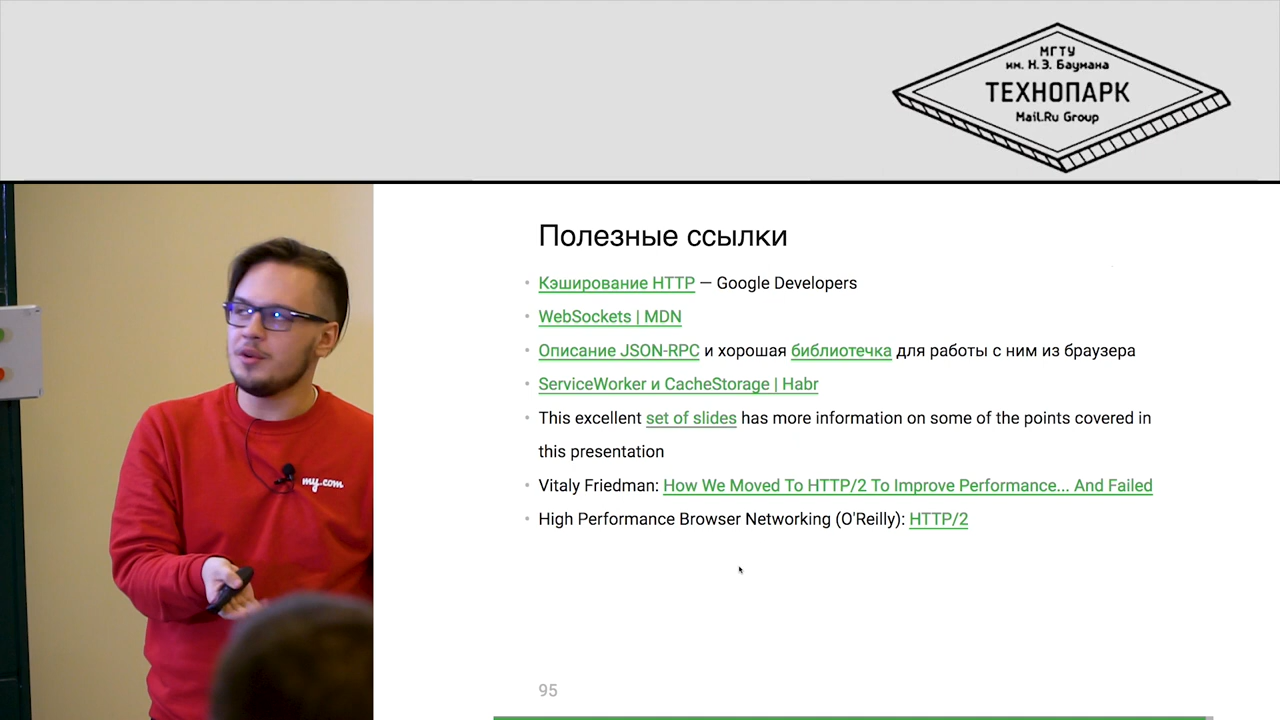 МГТУ
им. Н.Э. Баумана
ТЕХНОПАРК
Mail.Ru Group
Полезные ссылки
• Кэширование HTTP — Google Developers
• WebSockets | MDN
• Описание JSON-RPC и хорошая библиотечка для работы с ним из браузера
• ServiceWorker и CacheStorage | Habr
• This excellent set of slides has more information on some of the points covered in
this presentation
• Vitaly Friedman: How We Moved To HTTP/2 To Improve Performance... And Failed
• High Performance Browser Networking (O'Reilly): HTTP/2
my.com
95